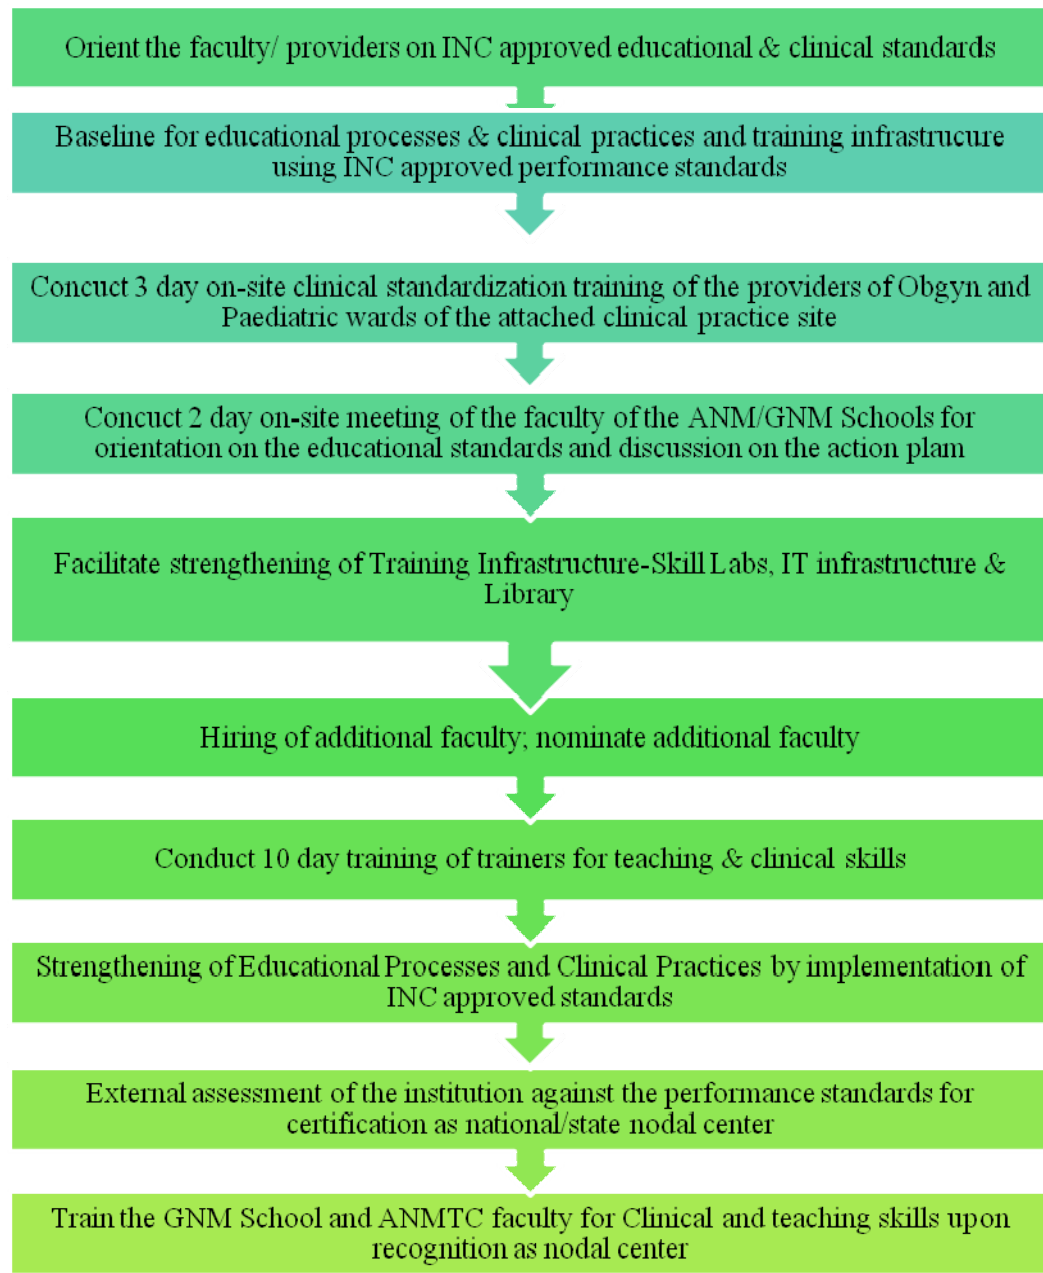 Orient the faculty/ providers on INC approved educational & clinical standards
Baseline for educational processes & clinical practices and training infrastrucure
using INC approved performance standards
Concuct 3 day on-site clinical standardization training of the providers of Obgyn and
Paediatric wards of the attached clinical practice site
Concuct 2 day on-site meeting of the faculty of the ANM/GNM Schools for
orientation on the educational standards and discussion on the action plam
Facilitate strengthening of Training Infrastructure-Skill Labs, IT infrastructure &
Library
Hiring of additional faculty; nominate additional faculty
Conduct 10 day training of trainers for teaching & clinical skills
Strengthening of Educational Processes and Clinical Practices by implementation of
INC approved standards
External assessment of the institution against the performance standards for
certification as national/state nodal center
Train the GNM School and ANMTC faculty for Clinical and teaching skills upon
recognition as nodal center